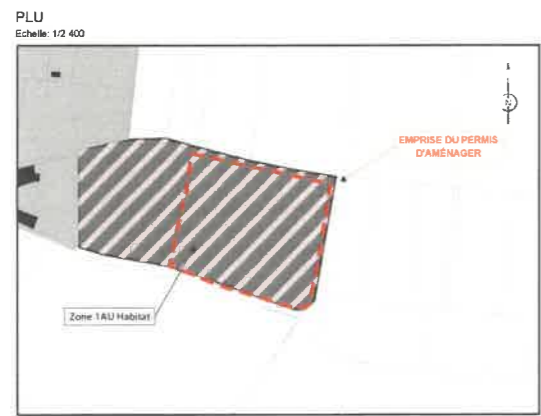 PLU
Echelle: 1/2 400
EMPRISE DU PERMIS
D'AMÉNAGER
Zone 1AU Habitat